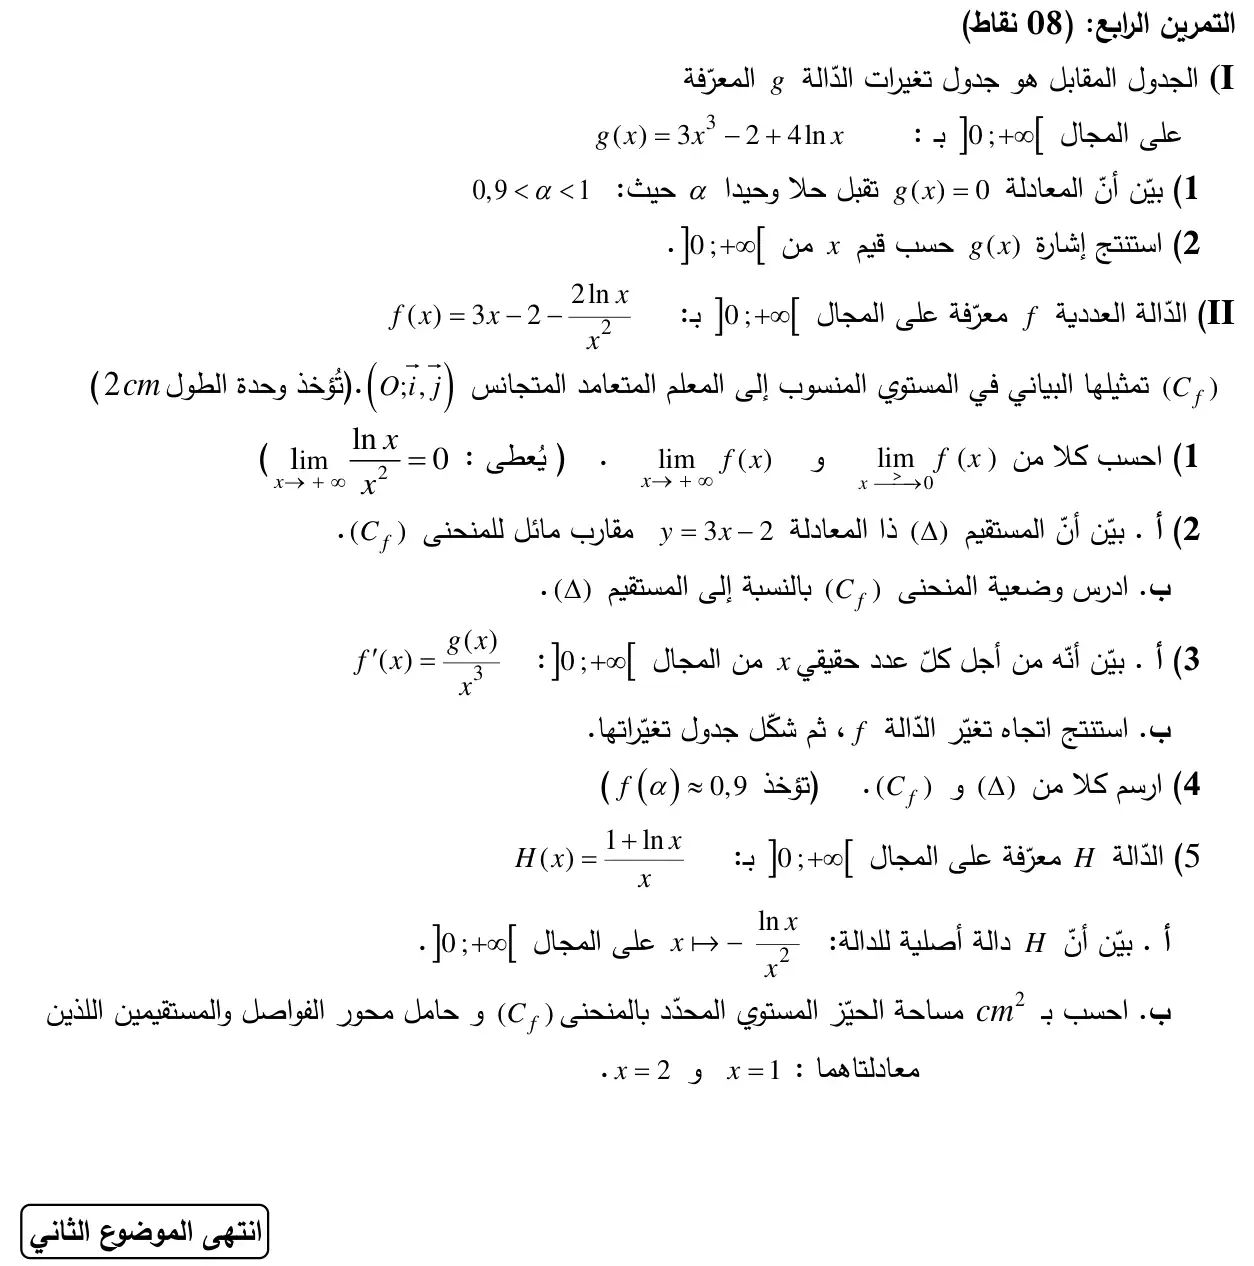 التمرين الرابع: (08 نقاط)
I) الجدول المقابل هو جدول تغيرات الدّالة g المعرّفة
على المجال ]0;+∞[ بـ : g(x) = 3x³ − 2 + 4 ln x
1) بيّن أنّ المعادلة g(x) = 0 تقبل حلا وحيدا α حيث: 0,9 < α < 1
2) استنتج إشارة g(x) حسب قيم x من ]0;+∞[ .
II) الدّالة العددية f معرّفة على المجال ]0;+∞[ بـ: f(x) = 3x − 2 − (2 ln x)/x²
(C_f) تمثيلها البياني في المستوي المنسوب إلى المعلم المتعامد المتجانس (O; i⃗, j⃗).(تُؤخذ وحدة الطول 2cm)
1) احسب كلا من lim_{x →^{>} 0} f(x) و lim_{x→+∞} f(x) . ( يُعطى : lim_{x→+∞} (ln x)/x² = 0 )
2) أ . بيّن أنّ المستقيم (Δ) ذا المعادلة y = 3x − 2 مقارب مائل للمنحنى (C_f).
ب. ادرس وضعية المنحنى (C_f) بالنسبة إلى المستقيم (Δ).
3) أ . بيّن أنّه من أجل كلّ عدد حقيقي x من المجال ]0;+∞[ : f′(x) = g(x)/x³
ب. استنتج اتجاه تغيّر الدّالة f ، ثم شكّل جدول تغيّراتها.
4) ارسم كلا من (Δ) و (C_f). (تؤخذ f(α) ≈ 0,9)
5) الدّالة H معرّفة على المجال ]0;+∞[ بـ: H(x) = (1 + ln x)/x
أ . بيّن أنّ H دالة أصلية للدالة: x ↦ − (ln x)/x² على المجال ]0;+∞[ .
ب. احسب بـ cm² مساحة الحيّز المستوي المحدّد بالمنحنى (C_f) و حامل محور الفواصل والمستقيمين اللذين
معادلتاهما : x = 1 و x = 2 .
انتهى الموضوع الثاني